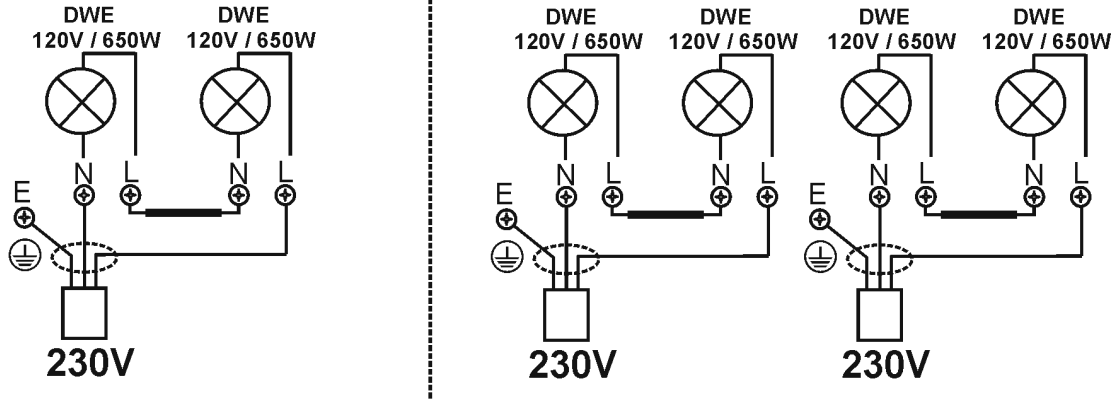 DWE DWE DWE DWE DWE DWE
120V / 650W 120V / 650W 120V / 650W 120V / 650W 120V / 650W 120V / 650W
N L N L N L N L N L N L
E E E
230V 230V 230V